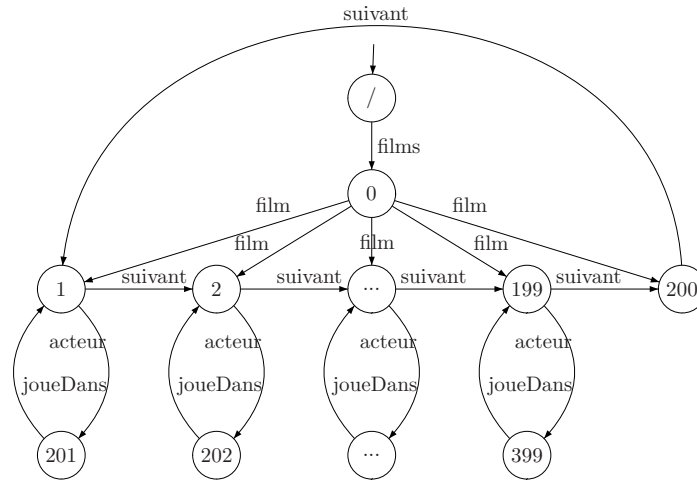 suivant
/
films
0
film film film film film
1 suivant 2 suivant ... suivant 199 suivant 200
acteur acteur acteur acteur
joueDans joueDans joueDans joueDans
201 202 ... 399